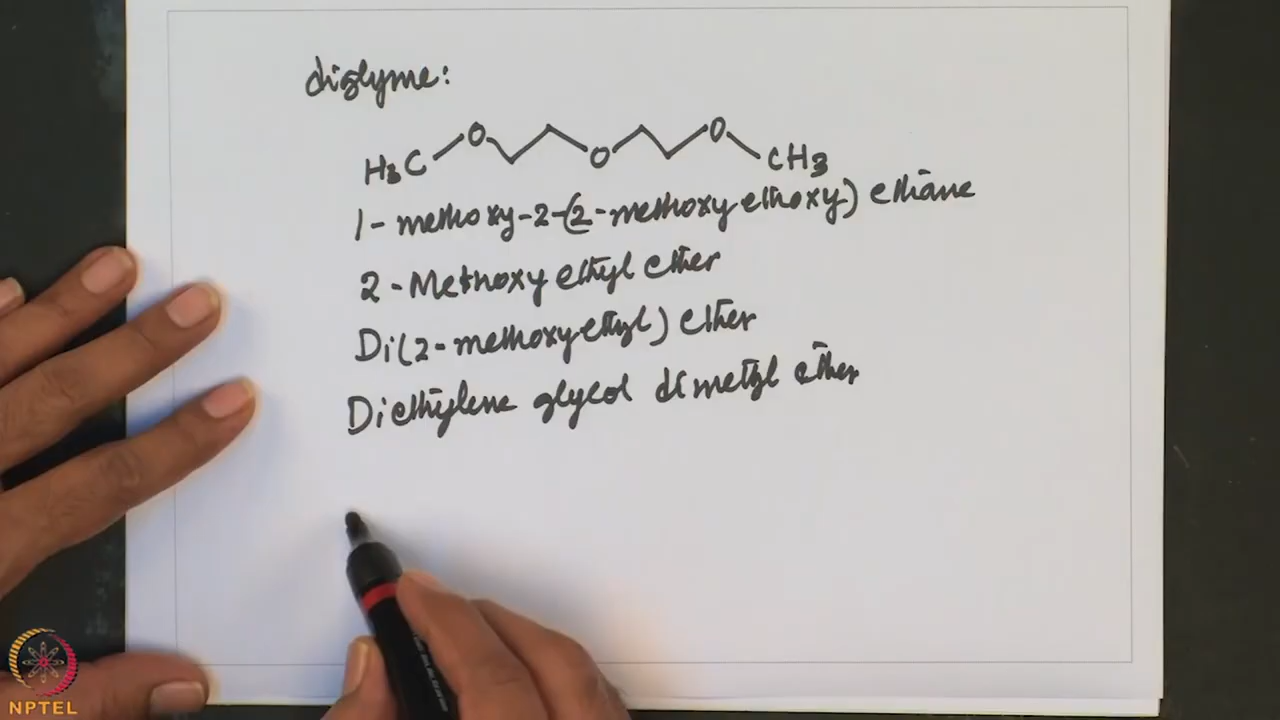 diglyme:
H₃C O O O CH₃
1-methoxy-2-(2-methoxyethoxy) ethane
2-Methoxy ethyl ether
Di(2-methoxyethyl) ether
Diethylene glycol dimethyl ether
NPTEL